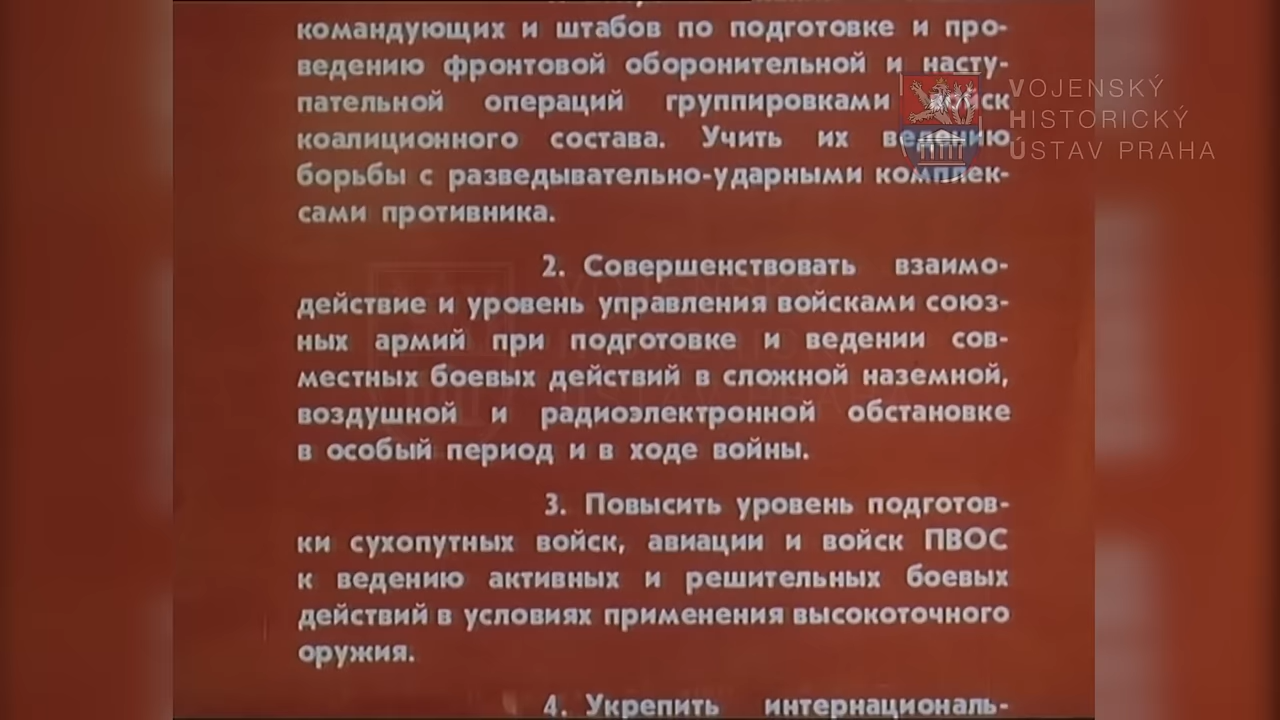 командующих и штабов по подготовке и про-
ведению фронтовой оборонительной и насту-
пательной операций группировками войск
коалиционного состава. Учить их ведению
борьбы с разведывательно-ударными комплек-
сами противника.
2. Совершенствовать взаимо-
действие и уровень управления войсками союз-
ных армий при подготовке и ведении сов-
местных боевых действий в сложной наземной,
воздушной и радиоэлектронной обстановке
в особый период и в ходе войны.
3. Повысить уровень подготов-
ки сухопутных войск, авиации и войск ПВОС
к ведению активных и решительных боевых
действий в условиях применения высокоточного
оружия.
4. Укрепить интернациональ-
VOJENSKÝ
HISTORICKÝ
ÚSTAV PRAHA